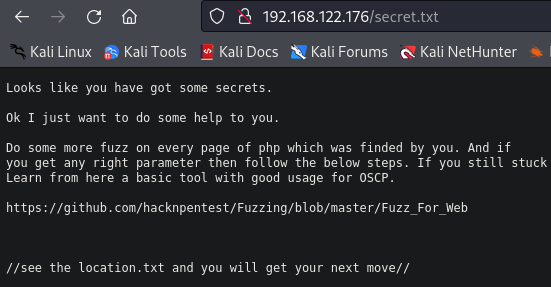 192.168.122.176/secret.txt
Kali Linux Kali Tools Kali Docs Kali Forums Kali NetHunter
Looks like you have got some secrets.
Ok I just want to do some help to you.
Do some more fuzz on every page of php which was finded by you. And if
you get any right parameter then follow the below steps. If you still stuck
Learn from here a basic tool with good usage for OSCP.
https://github.com/hacknpentest/Fuzzing/blob/master/Fuzz_For_Web
//see the location.txt and you will get your next move//